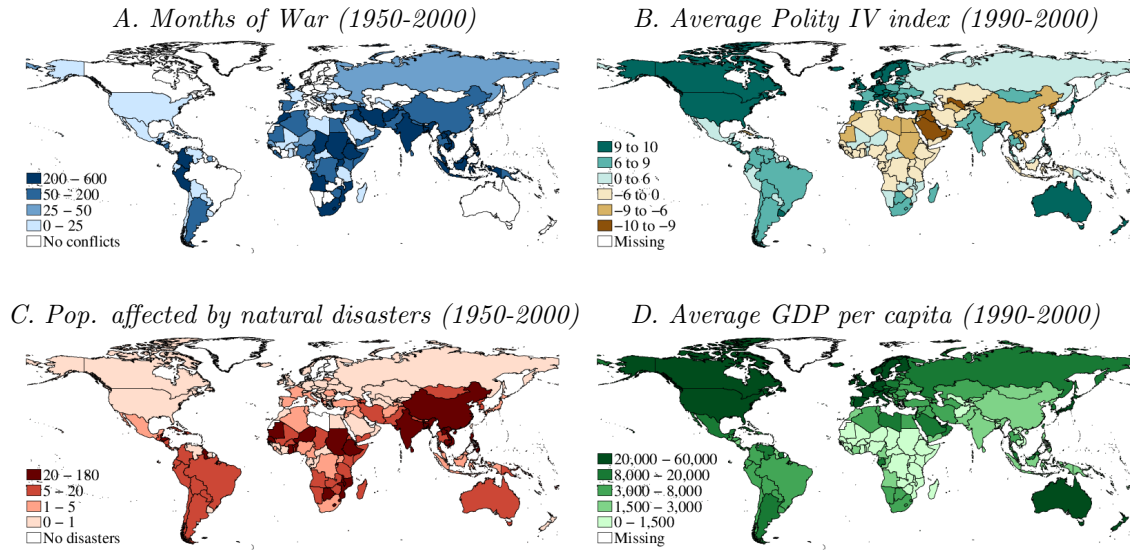 A. Months of War (1950-2000)
200 – 600
50 – 200
25 – 50
0 – 25
No conflicts
B. Average Polity IV index (1990-2000)
9 to 10
6 to 9
0 to 6
−6 to 0
−9 to −6
−10 to −9
Missing
C. Pop. affected by natural disasters (1950-2000)
20 – 180
5 – 20
1 – 5
0 – 1
No disasters
D. Average GDP per capita (1990-2000)
20,000 – 60,000
8,000 – 20,000
3,000 – 8,000
1,500 – 3,000
0 – 1,500
Missing